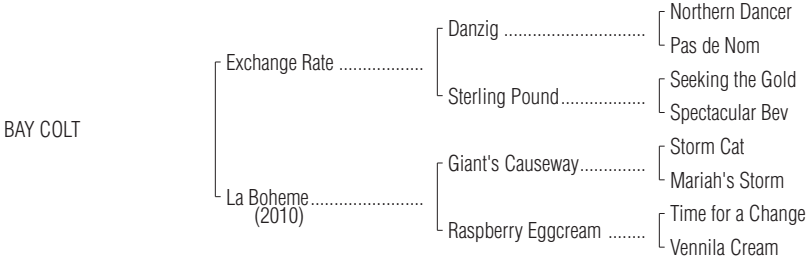 Northern Dancer
Danzig ..............................
Pas de Nom
Exchange Rate ..................
Seeking the Gold
Sterling Pound..................
Spectacular Bev
BAY COLT
Storm Cat
Giant's Causeway..............
Mariah's Storm
La Boheme........................
(2010)
Time for a Change
Raspberry Eggcream ........
Vennila Cream